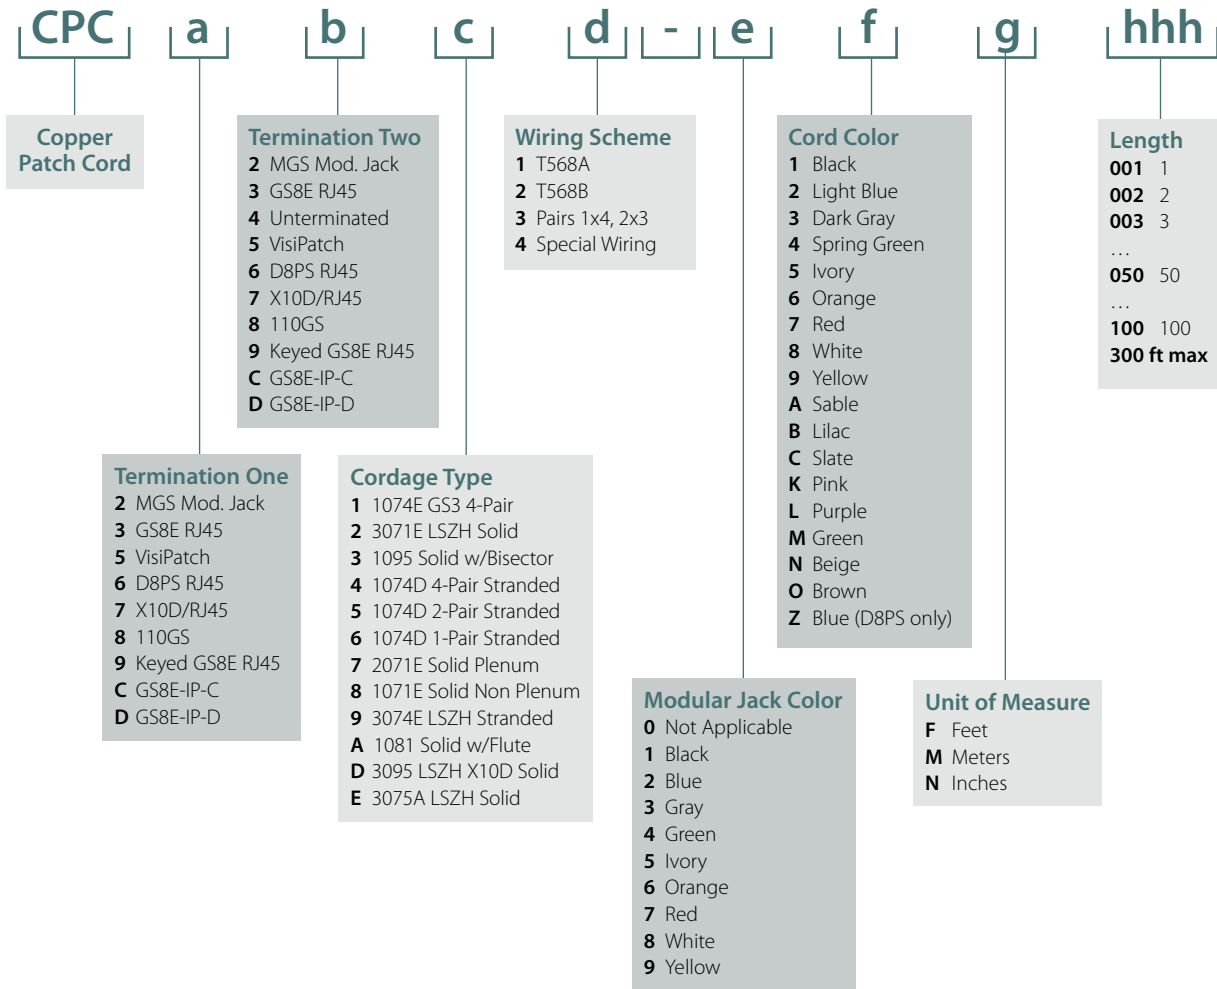 CPC a b c d - e f g hhh
Copper
Patch Cord
Termination Two
2 MGS Mod. Jack
3 GS8E RJ45
4 Unterminated
5 VisiPatch
6 D8PS RJ45
7 X10D/RJ45
8 110GS
9 Keyed GS8E RJ45
C GS8E-IP-C
D GS8E-IP-D
Wiring Scheme
1 T568A
2 T568B
3 Pairs 1x4, 2x3
4 Special Wiring
Cord Color
1 Black
2 Light Blue
3 Dark Gray
4 Spring Green
5 Ivory
6 Orange
7 Red
8 White
9 Yellow
A Sable
B Lilac
C Slate
K Pink
L Purple
M Green
N Beige
O Brown
Z Blue (D8PS only)
Length
001 1
002 2
003 3
...
050 50
...
100 100
300 ft max
Termination One
2 MGS Mod. Jack
3 GS8E RJ45
5 VisiPatch
6 D8PS RJ45
7 X10D/RJ45
8 110GS
9 Keyed GS8E RJ45
C GS8E-IP-C
D GS8E-IP-D
Cordage Type
1 1074E GS3 4-Pair
2 3071E LSZH Solid
3 1095 Solid w/Bisector
4 1074D 4-Pair Stranded
5 1074D 2-Pair Stranded
6 1074D 1-Pair Stranded
7 2071E Solid Plenum
8 1071E Solid Non Plenum
9 3074E LSZH Stranded
A 1081 Solid w/Flute
D 3095 LSZH X10D Solid
E 3075A LSZH Solid
Modular Jack Color
0 Not Applicable
1 Black
2 Blue
3 Gray
4 Green
5 Ivory
6 Orange
7 Red
8 White
9 Yellow
Unit of Measure
F Feet
M Meters
N Inches